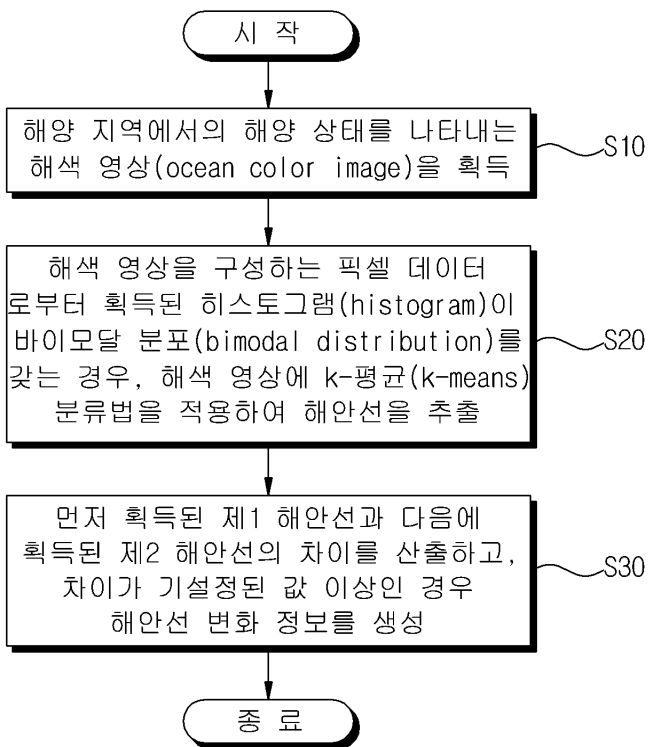 시 작
해양 지역에서의 해양 상태를 나타내는
해색 영상(ocean color image)을 획득
S10
해색 영상을 구성하는 픽셀 데이터
로부터 획득된 히스토그램(histogram)이
바이모달 분포(bimodal distribution)를
갖는 경우, 해색 영상에 k-평균(k-means)
분류법을 적용하여 해안선을 추출
S20
먼저 획득된 제1 해안선과 다음에
획득된 제2 해안선의 차이를 산출하고,
차이가 기설정된 값 이상인 경우
해안선 변화 정보를 생성
S30
종 료